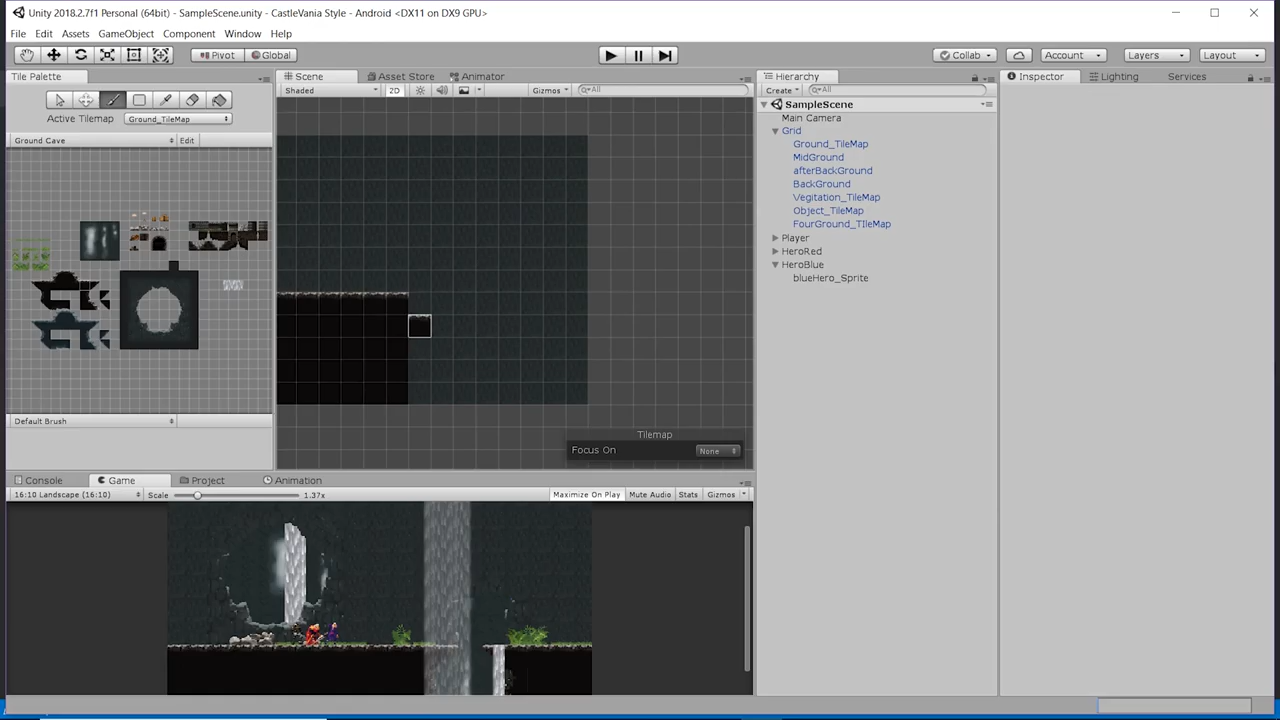 Unity 2018.2.7f1 Personal (64bit) - SampleScene.unity - CastleVania Style - Android <DX11 on DX9 GPU>
File Edit Assets GameObject Component Window Help
Pivot Global Collab Account Layers Layout
Tile Palette
Active Tilemap Ground_TileMap
Ground Cave Edit
Default Brush
Scene Asset Store Animator
Shaded 2D Gizmos All
Tilemap
Focus On None
Hierarchy
Create All
SampleScene
Main Camera
Grid
Ground_TileMap
MidGround
afterBackGround
BackGround
Vegitation_TileMap
Object_TileMap
FourGround_TIleMap
Player
HeroRed
HeroBlue
blueHero_Sprite
Inspector Lighting Services
Console Game Project Animation
16:10 Landscape (16:10) Scale 1.37x Maximize On Play Mute Audio Stats Gizmos